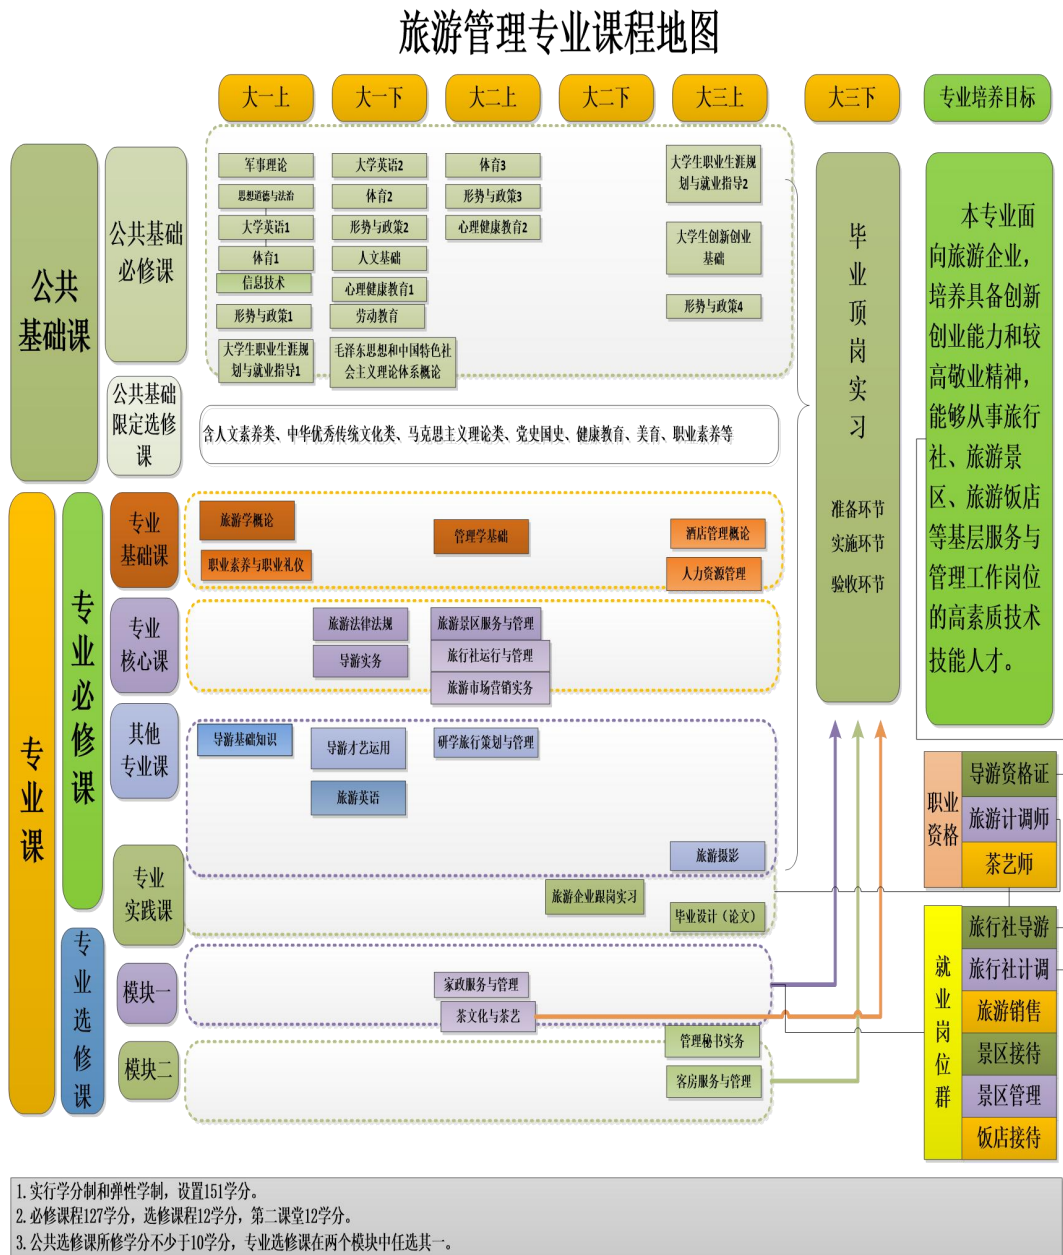 旅游管理专业课程地图
大一上
大一下
大二上
大二下
大三上
大三下
专业培养目标
公共
基础课
公共基础
必修课
军事理论
思想道德与法治
大学英语1
体育1
信息技术
形势与政策1
大学生职业生涯规
划与就业指导1
大学英语2
体育2
形势与政策2
人文基础
心理健康教育1
劳动教育
毛泽东思想和中国特色社
会主义理论体系概论
体育3
形势与政策3
心理健康教育2
大学生职业生涯规
划与就业指导2
大学生创新创业
基础
形势与政策4
公共基础
限定选修
课
含人文素养类、中华优秀传统文化类、马克思主义理论类、党史国史、健康教育、美育、职业素养等
专业课
专业必修课
专业
基础课
旅游学概论
职业素养与职业礼仪
管理学基础
酒店管理概论
人力资源管理
专业
核心课
旅游法律法规
导游实务
旅游景区服务与管理
旅行社运行与管理
旅游市场营销实务
其他
专业课
导游基础知识
导游才艺运用
旅游英语
研学旅行策划与管理
旅游摄影
专业
实践课
旅游企业跟岗实习
毕业设计（论文）
专业选修课
模块一
家政服务与管理
茶文化与茶艺
模块二
管理秘书实务
客房服务与管理
毕业顶岗实习
准备环节
实施环节
验收环节
本专业面
向旅游企业，
培养具备创新
创业能力和较
高敬业精神，
能够从事旅行
社、旅游景
区、旅游饭店
等基层服务与
管理工作岗位
的高素质技术
技能人才。
职业
资格
导游资格证
旅游计调师
茶艺师
就业岗位群
旅行社导游
旅行社计调
旅游销售
景区接待
景区管理
饭店接待
1. 实行学分制和弹性学制，设置151学分。
2. 必修课程127学分，选修课程12学分，第二课堂12学分。
3. 公共选修课所修学分不少于10学分，专业选修课在两个模块中任选其一。